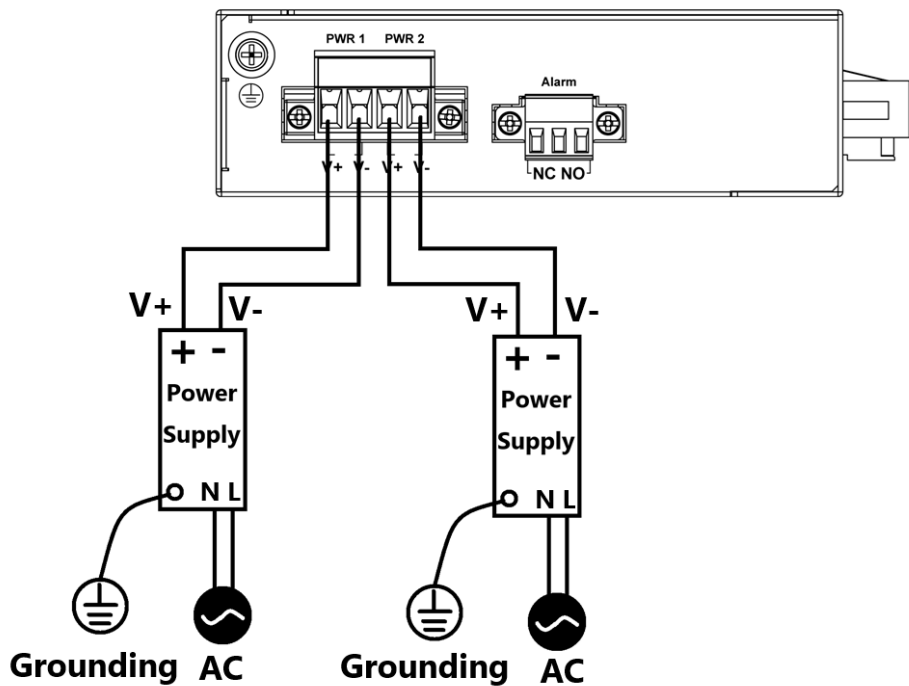 PWR 1 PWR 2
Alarm
V+ V- V+ V-
NC NO
V+ V-
V+ V-
+ -
Power
Supply
N L
+ -
Power
Supply
N L
Grounding AC
Grounding AC